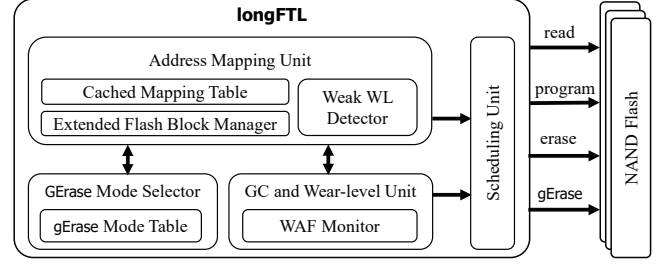 longFTL
Address Mapping Unit
Cached Mapping Table
Extended Flash Block Manager
Weak WL
Detector
GErase Mode Selector
gErase Mode Table
GC and Wear-level Unit
WAF Monitor
Scheduling Unit
read
program
erase
gErase
NAND Flash